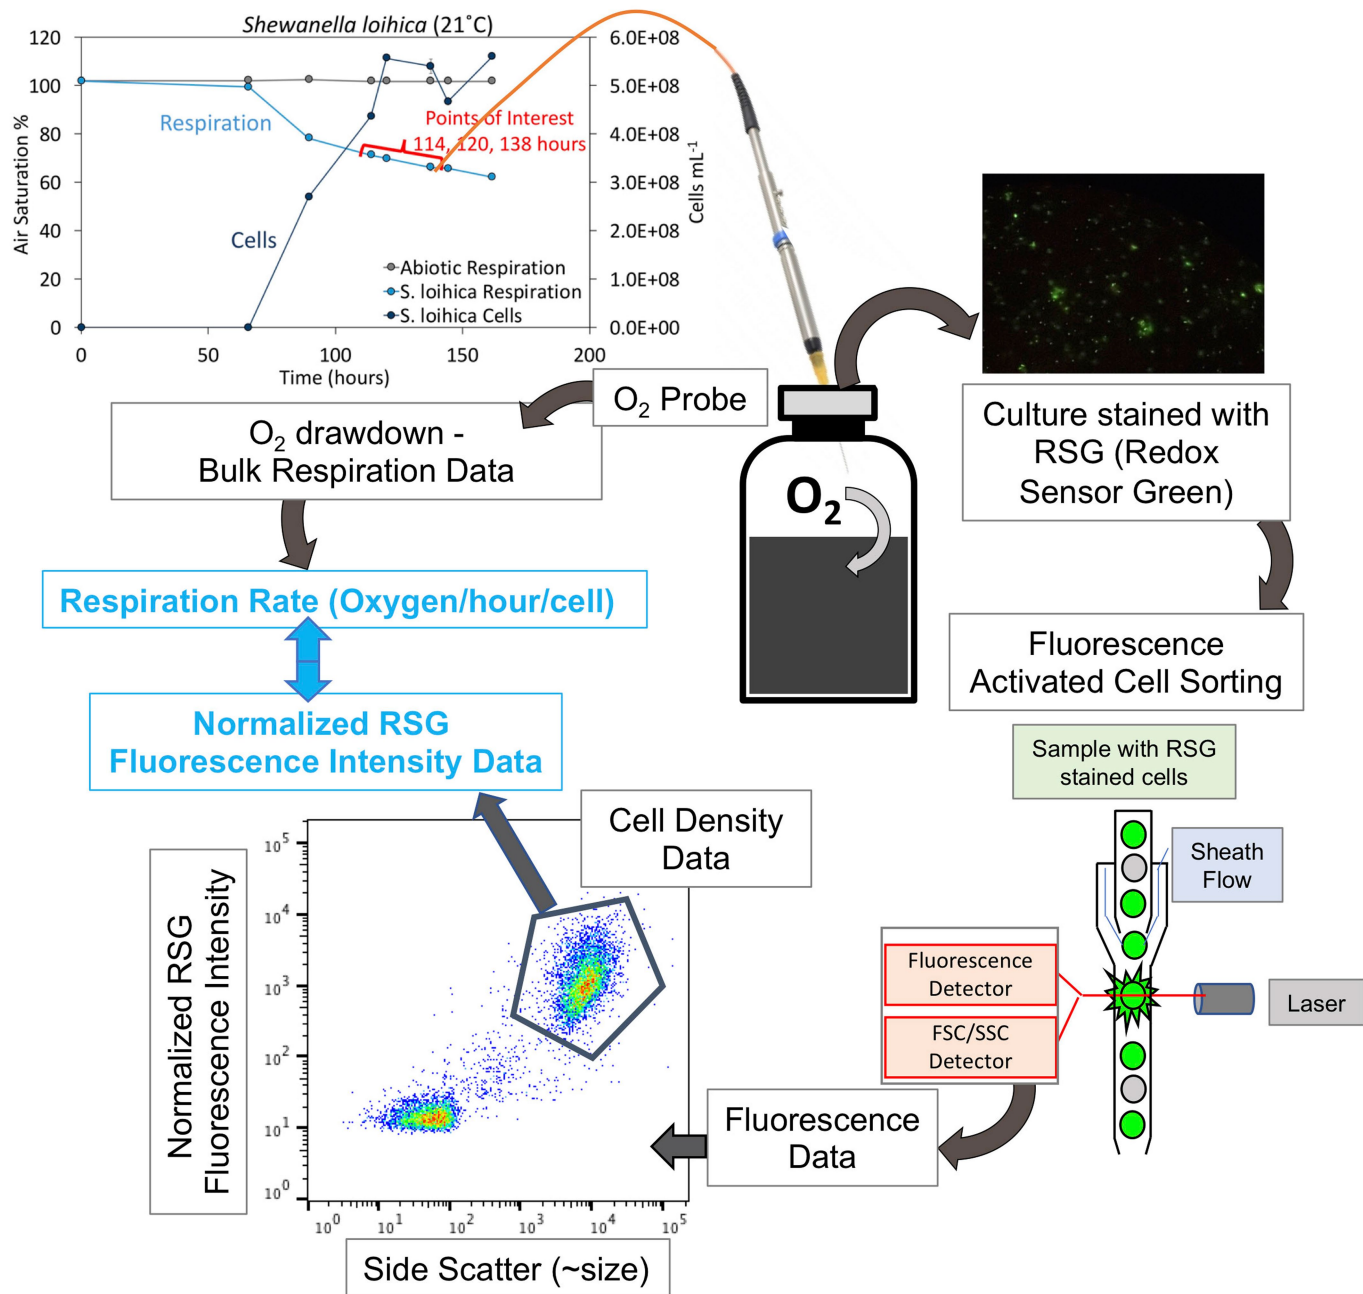 Shewanella loihica (21˚C)
120
100
80
60
40
20
0
Air Saturation %
6.0E+08
5.0E+08
4.0E+08
3.0E+08
2.0E+08
1.0E+08
0.0E+00
Cells mL-1
Respiration
Points of Interest
114, 120, 138 hours
Cells
Abiotic Respiration
S. loihica Respiration
S. loihica Cells
0
50
100
150
200
Time (hours)
O2 Probe
O2 drawdown -
Bulk Respiration Data
O2
Culture stained with
RSG (Redox
Sensor Green)
Respiration Rate (Oxygen/hour/cell)
Fluorescence
Activated Cell Sorting
Normalized RSG
Fluorescence Intensity Data
Sample with RSG
stained cells
Cell Density
Data
Sheath
Flow
Fluorescence
Detector
FSC/SSC
Detector
Laser
Normalized RSG
Fluorescence Intensity
10^5
10^4
10^3
10^2
10^1
10^0
10^0
10^1
10^2
10^3
10^4
10^5
Fluorescence
Data
Side Scatter (~size)